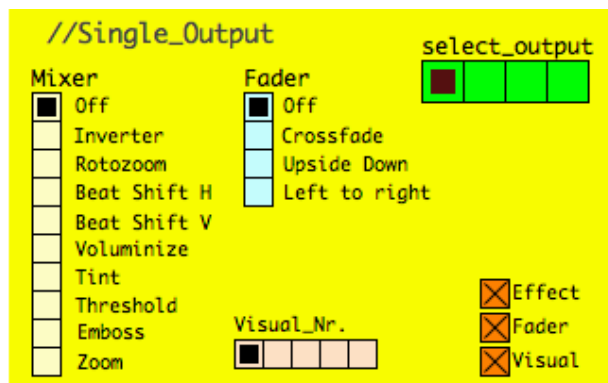 //Single_Output
select_output
Mixer
Off
Inverter
Rotozoom
Beat Shift H
Beat Shift V
Voluminize
Tint
Threshold
Emboss
Zoom
Fader
Off
Crossfade
Upside Down
Left to right
Visual_Nr.
Effect
Fader
Visual